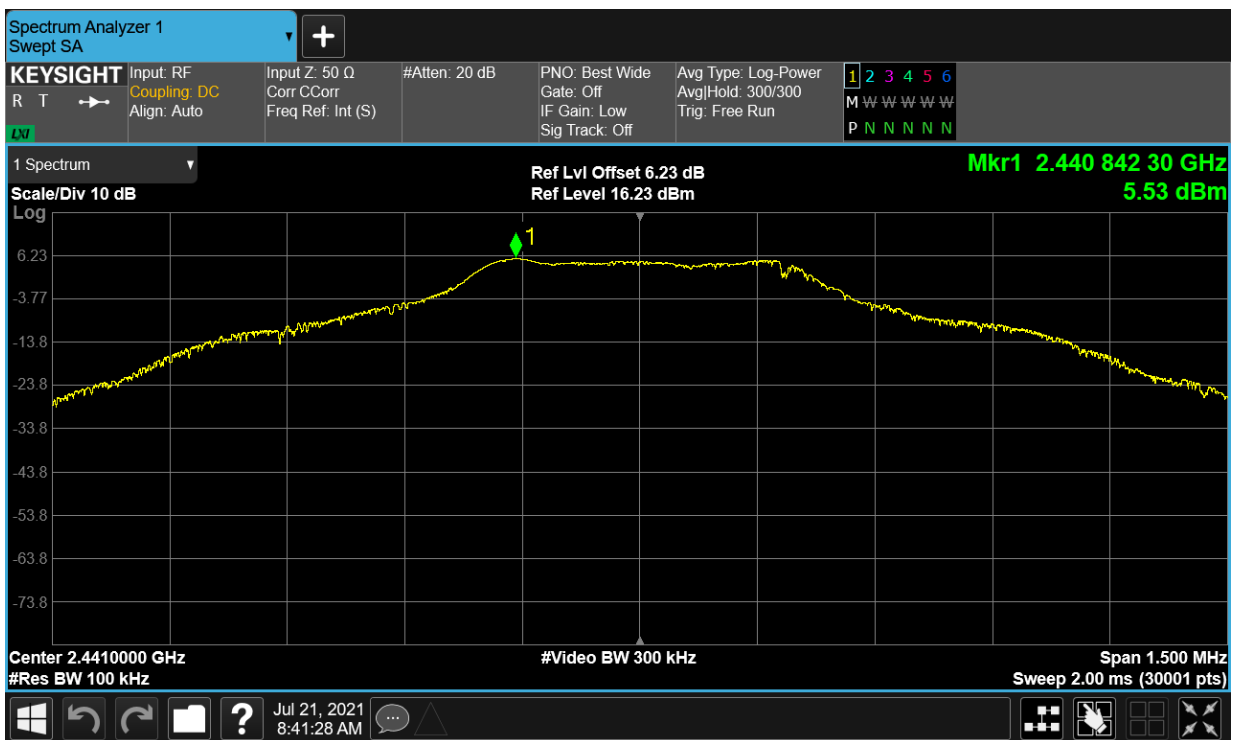 Spectrum Analyzer 1
Swept SA
KEYSIGHT
R T
LXI
Input: RF
Coupling: DC
Align: Auto
Input Z: 50 Ω
Corr CCorr
Freq Ref: Int (S)
#Atten: 20 dB
PNO: Best Wide
Gate: Off
IF Gain: Low
Sig Track: Off
Avg Type: Log-Power
Avg|Hold: 300/300
Trig: Free Run
1 2 3 4 5 6
M W W W W W
P N N N N N
1 Spectrum
Scale/Div 10 dB
Ref Lvl Offset 6.23 dB
Ref Level 16.23 dBm
Mkr1 2.440 842 30 GHz
5.53 dBm
Log
1
6.23
-3.77
-13.8
-23.8
-33.8
-43.8
-53.8
-63.8
-73.8
Center 2.4410000 GHz
#Res BW 100 kHz
#Video BW 300 kHz
Span 1.500 MHz
Sweep 2.00 ms (30001 pts)
?
Jul 21, 2021
8:41:28 AM